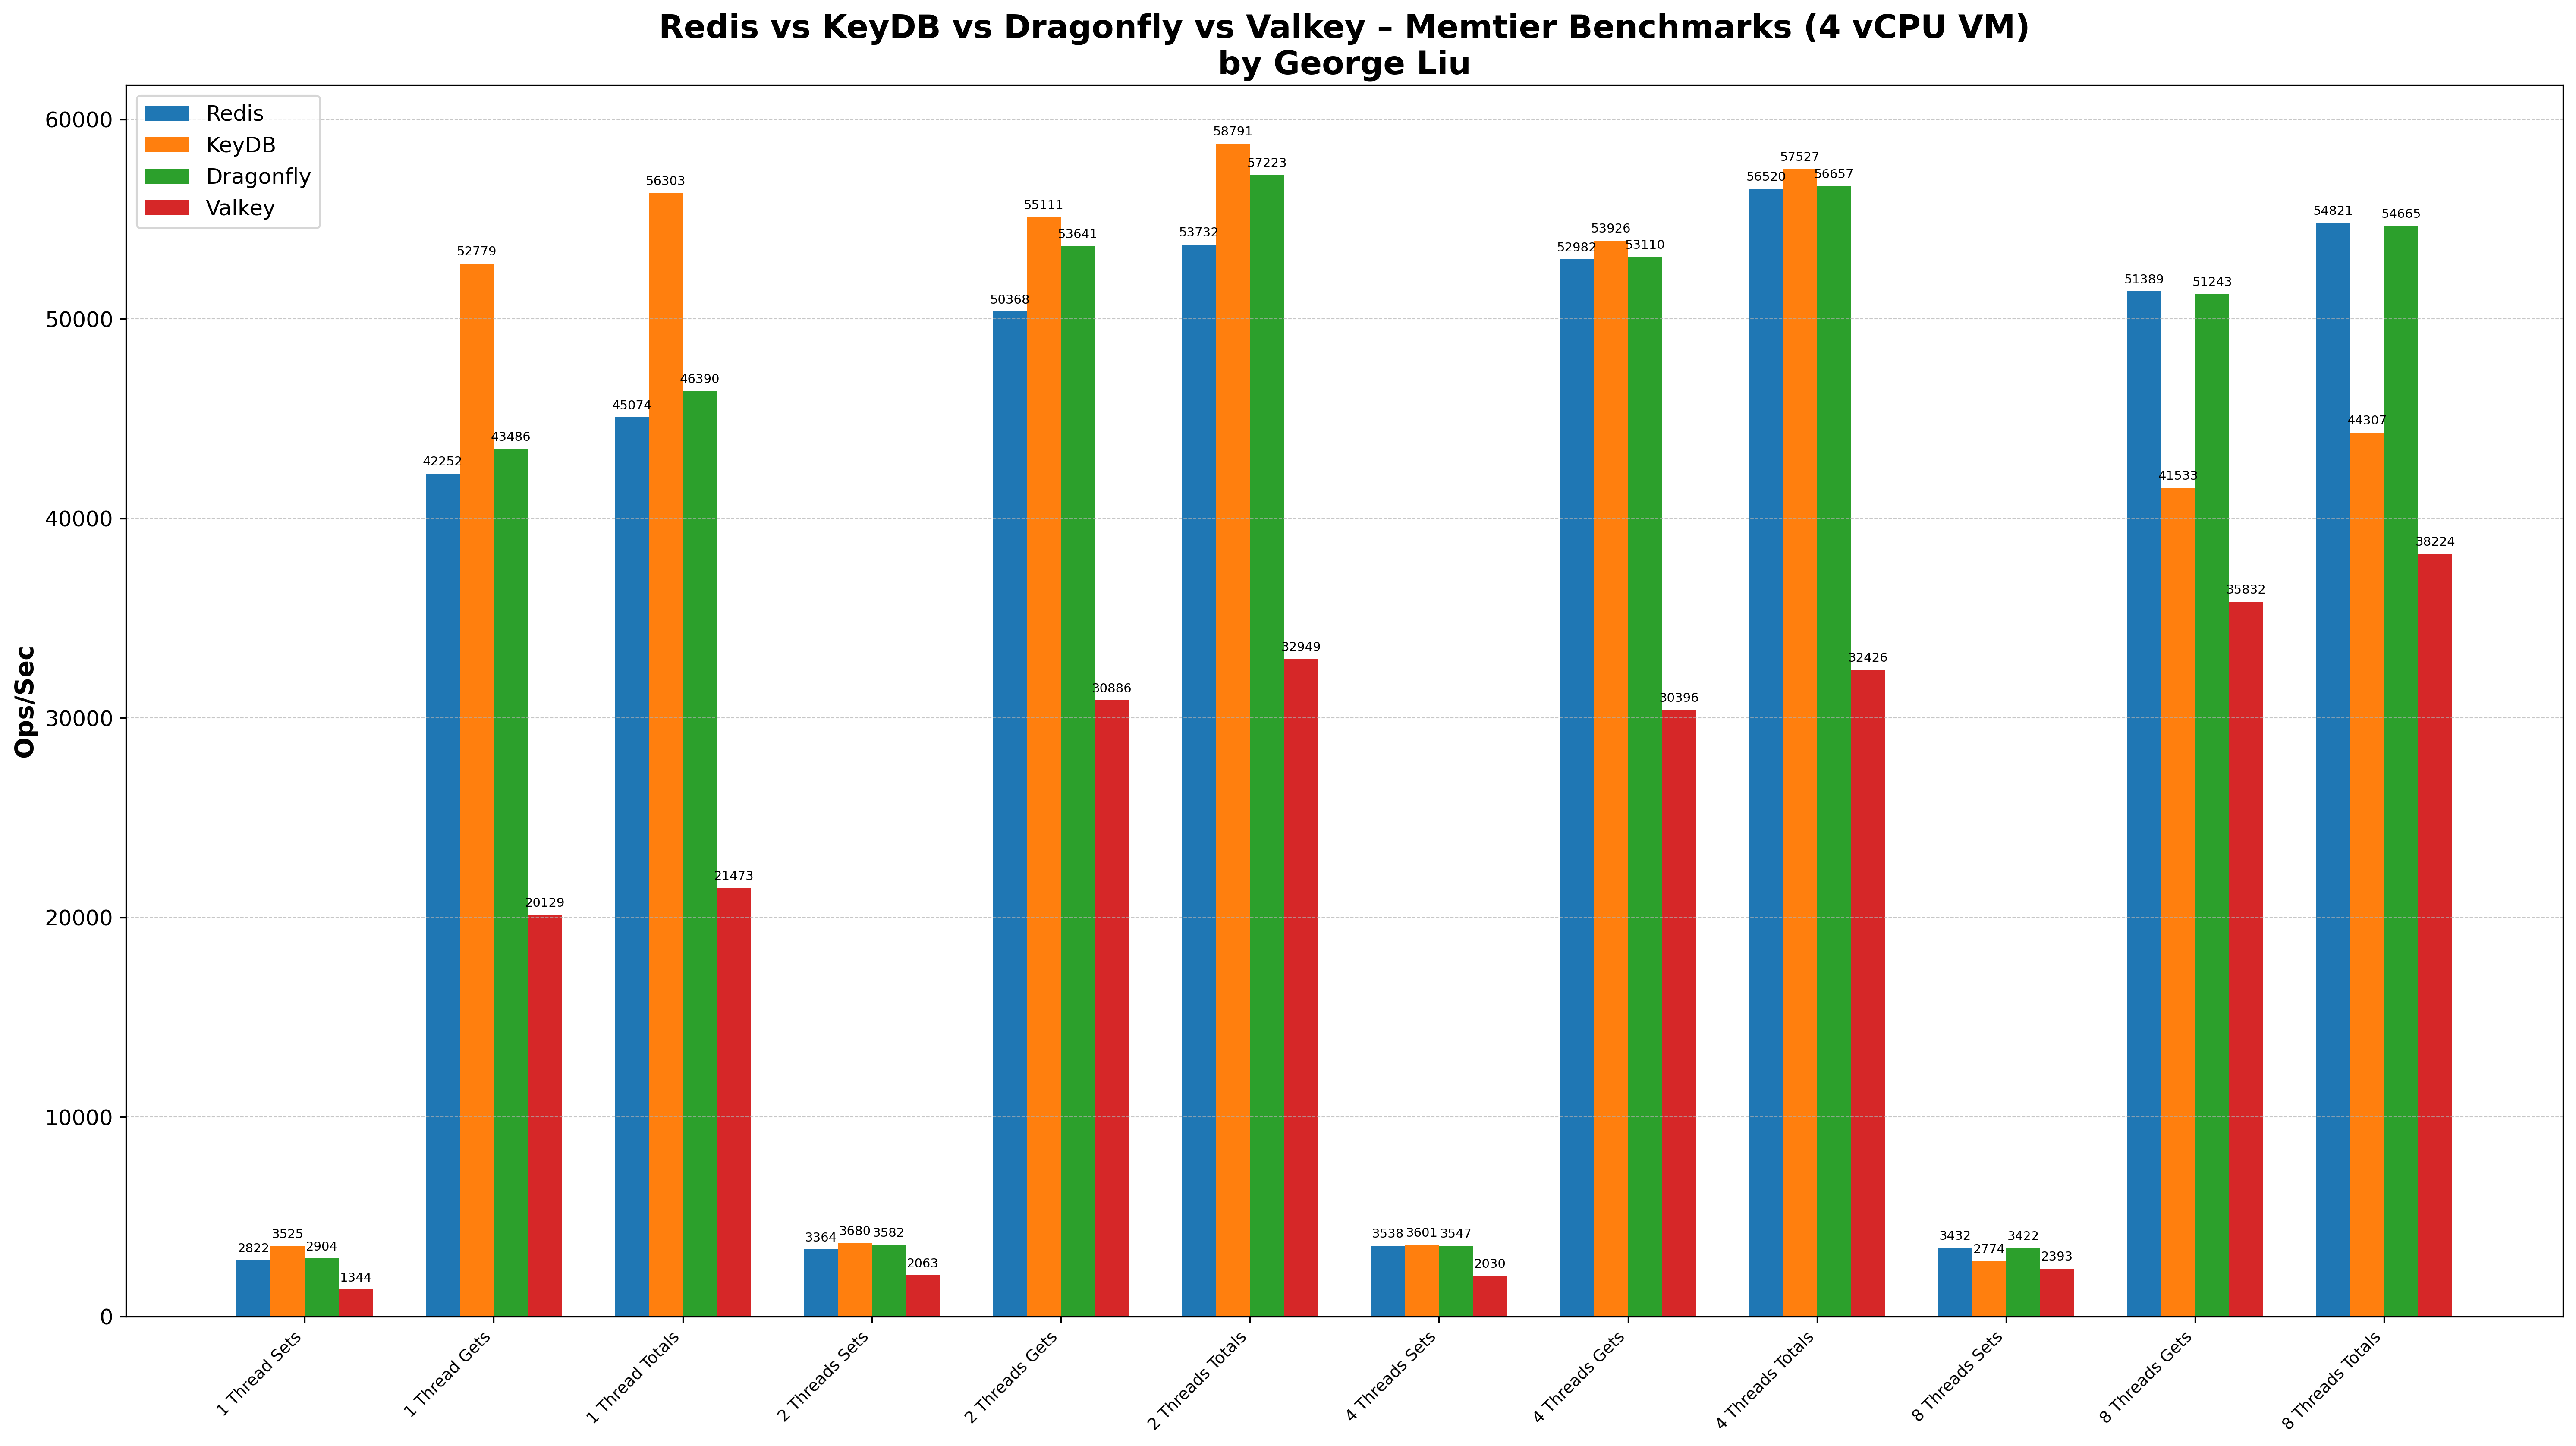 Redis vs KeyDB vs Dragonfly vs Valkey – Memtier Benchmarks (4 vCPU VM)
by George Liu
Redis
KeyDB
Dragonfly
Valkey
Ops/Sec
60000
50000
40000
30000
20000
10000
0
2822
3525
2904
1344
42252
52779
43486
20129
45074
56303
46390
21473
3364
3680
3582
2063
50368
55111
53641
30886
53732
58791
57223
32949
3538
3601
3547
2030
52982
53926
53110
30396
56520
57527
56657
32426
3432
2774
3422
2393
51389
41533
51243
35832
54821
44307
54665
38224
1 Thread Sets
1 Thread Gets
1 Thread Totals
2 Threads Sets
2 Threads Gets
2 Threads Totals
4 Threads Sets
4 Threads Gets
4 Threads Totals
8 Threads Sets
8 Threads Gets
8 Threads Totals